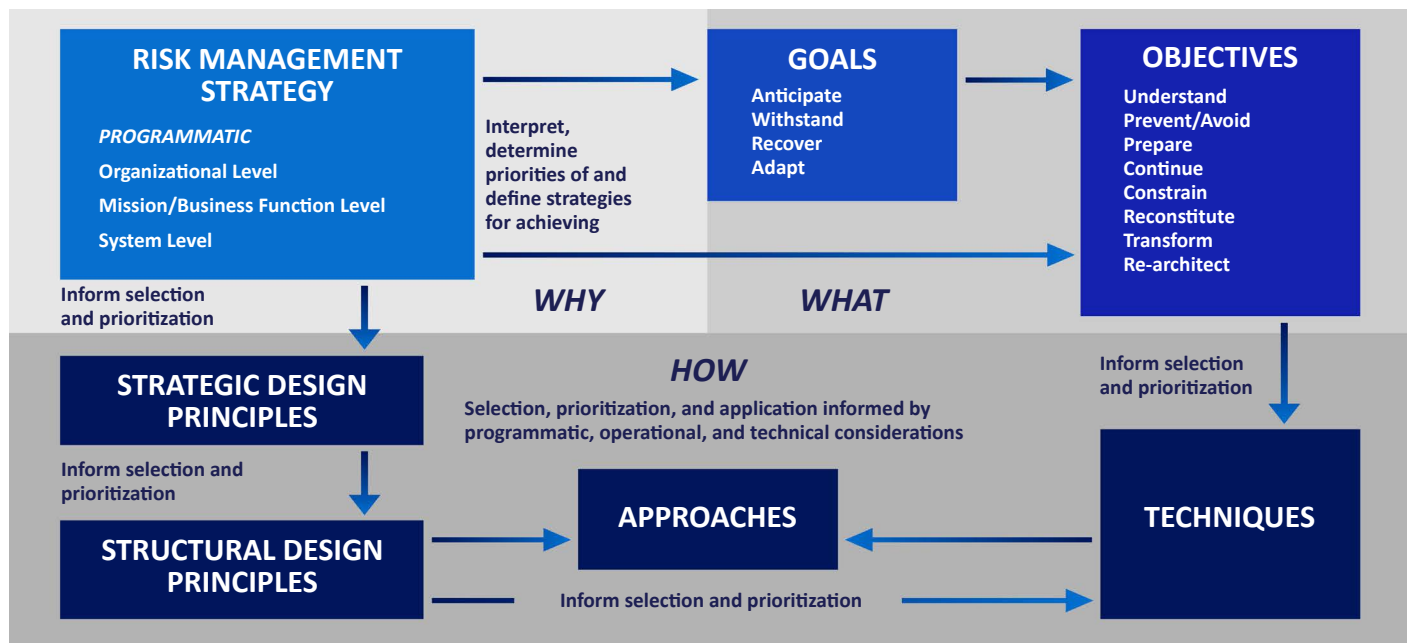 RISK MANAGEMENT
STRATEGY
PROGRAMMATIC
Organizational Level
Mission/Business Function Level
System Level
Interpret,
determine
priorities of and
define strategies
for achieving
GOALS
Anticipate
Withstand
Recover
Adapt
OBJECTIVES
Understand
Prevent/Avoid
Prepare
Continue
Constrain
Reconstitute
Transform
Re-architect
WHY
WHAT
Inform selection
and prioritization
HOW
Selection, prioritization, and application informed by
programmatic, operational, and technical considerations
Inform selection
and prioritization
STRATEGIC DESIGN
PRINCIPLES
Inform selection and
prioritization
STRUCTURAL DESIGN
PRINCIPLES
APPROACHES
TECHNIQUES
Inform selection and prioritization